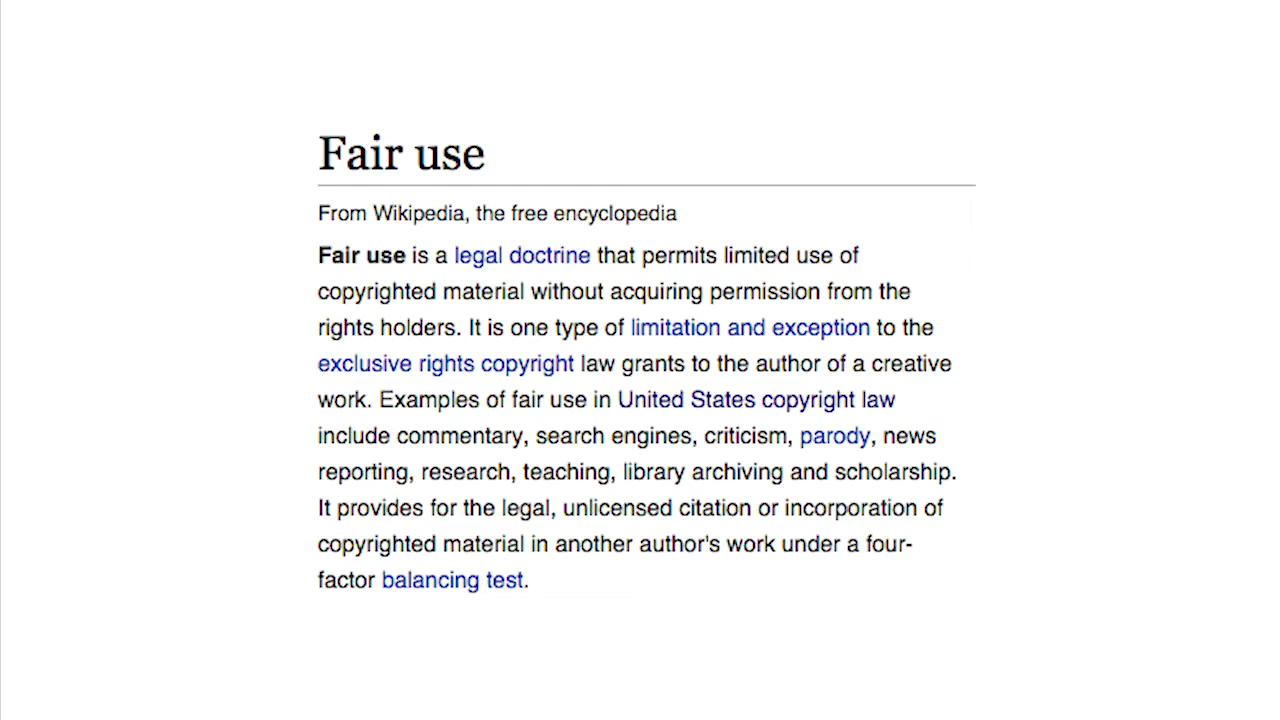 Fair use
From Wikipedia, the free encyclopedia
Fair use is a legal doctrine that permits limited use of
copyrighted material without acquiring permission from the
rights holders. It is one type of limitation and exception to the
exclusive rights copyright law grants to the author of a creative
work. Examples of fair use in United States copyright law
include commentary, search engines, criticism, parody, news
reporting, research, teaching, library archiving and scholarship.
It provides for the legal, unlicensed citation or incorporation of
copyrighted material in another author's work under a four-
factor balancing test.